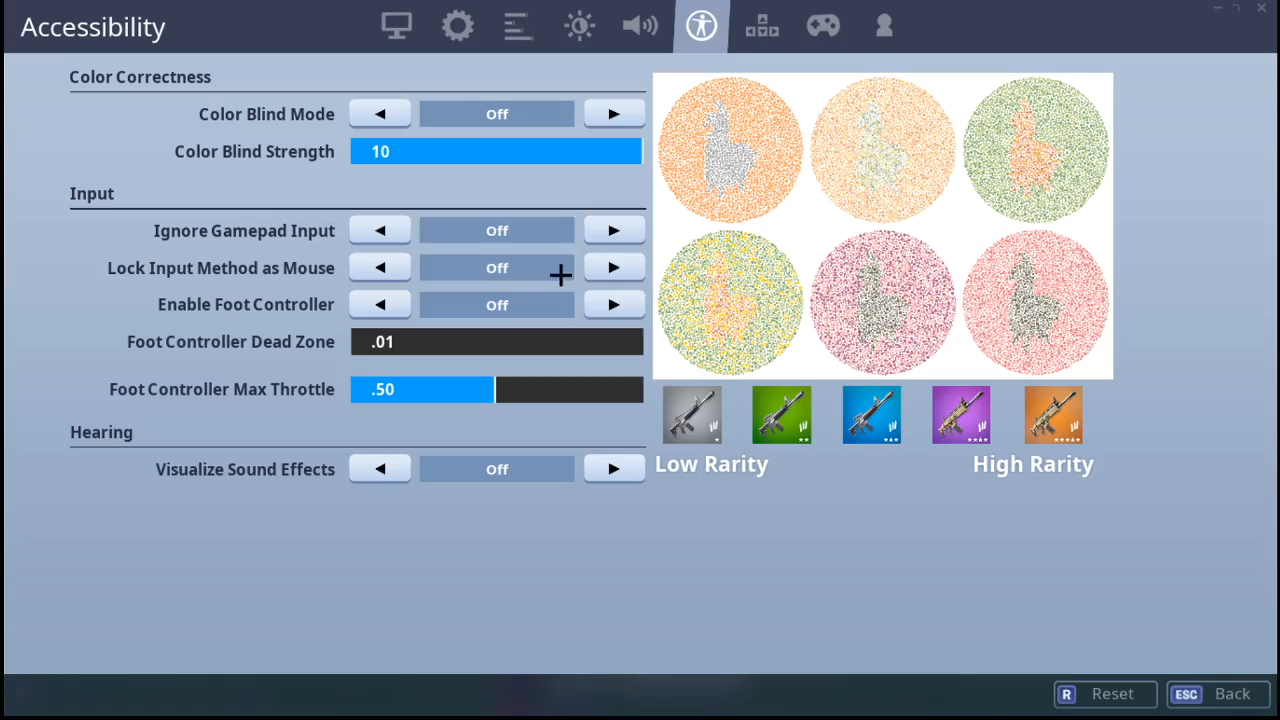 Accessibility
Color Correctness
Color Blind Mode ◀ Off ▶
Color Blind Strength 10
Input
Ignore Gamepad Input ◀ Off ▶
Lock Input Method as Mouse ◀ Off ▶
Enable Foot Controller ◀ Off ▶
Foot Controller Dead Zone .01
Foot Controller Max Throttle .50
Hearing
Visualize Sound Effects ◀ Off ▶
Low Rarity High Rarity
R Reset ESC Back